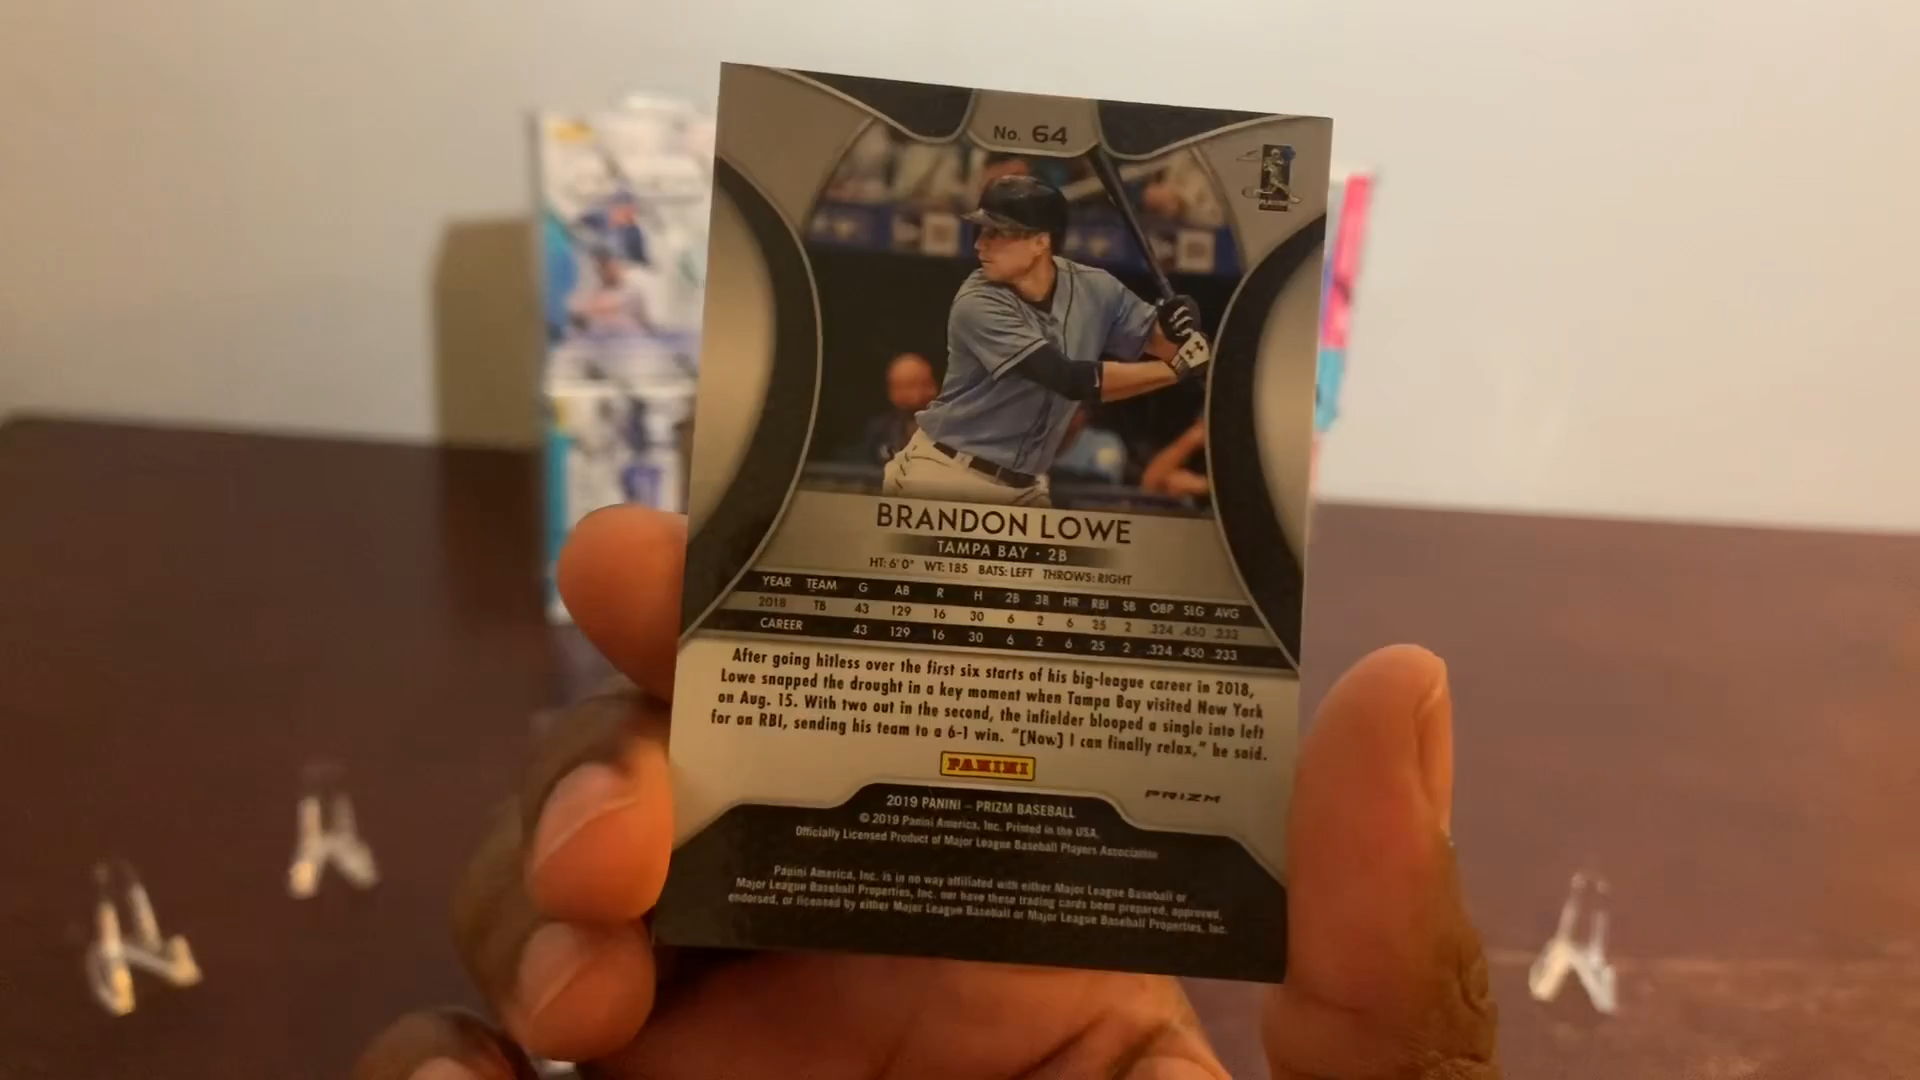 No. 64
BRANDON LOWE
TAMPA BAY · 2B
HT: 6'0" WT: 185 BATS: LEFT THROWS: RIGHT
YEAR TEAM G AB R H 2B 3B HR RBI SB OBP SLG AVG
2018 TB 43 129 16 30 6 2 6 25 2 .324 .450 .233
CAREER 43 129 16 30 6 2 6 25 2 .324 .450 .233
After going hitless over the first six starts of his big-league career in 2018,
Lowe snapped the drought in a key moment when Tampa Bay visited New York
on Aug. 15. With two out in the second, the infielder blooped a single into left
for an RBI, sending his team to a 6-1 win. "[Now] I can finally relax," he said.
PANINI
PRIZM
2019 PANINI – PRIZM BASEBALL
© 2019 Panini America, Inc. Printed in the USA.
Officially Licensed Product of Major League Baseball Players Association
Panini America, Inc. is in no way affiliated with either Major League Baseball or
Major League Baseball Properties, Inc. nor have these trading cards been prepared, approved,
endorsed, or licensed by either Major League Baseball or Major League Baseball Properties, Inc.